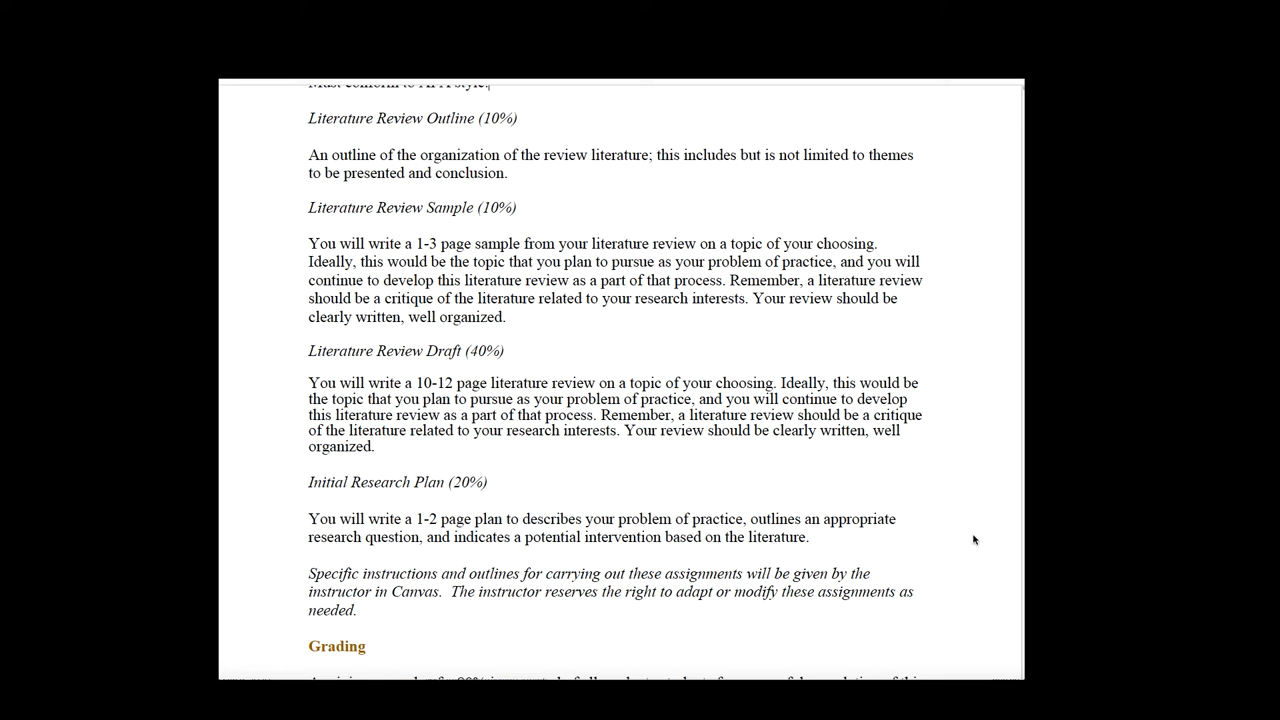 Must conform to APA style.
Literature Review Outline (10%)
An outline of the organization of the review literature; this includes but is not limited to themes
to be presented and conclusion.
Literature Review Sample (10%)
You will write a 1-3 page sample from your literature review on a topic of your choosing.
Ideally, this would be the topic that you plan to pursue as your problem of practice, and you will
continue to develop this literature review as a part of that process. Remember, a literature review
should be a critique of the literature related to your research interests. Your review should be
clearly written, well organized.
Literature Review Draft (40%)
You will write a 10-12 page literature review on a topic of your choosing. Ideally, this would be
the topic that you plan to pursue as your problem of practice, and you will continue to develop
this literature review as a part of that process. Remember, a literature review should be a critique
of the literature related to your research interests. Your review should be clearly written, well
organized.
Initial Research Plan (20%)
You will write a 1-2 page plan to describes your problem of practice, outlines an appropriate
research question, and indicates a potential intervention based on the literature.
Specific instructions and outlines for carrying out these assignments will be given by the
instructor in Canvas.  The instructor reserves the right to adapt or modify these assignments as
needed.
Grading